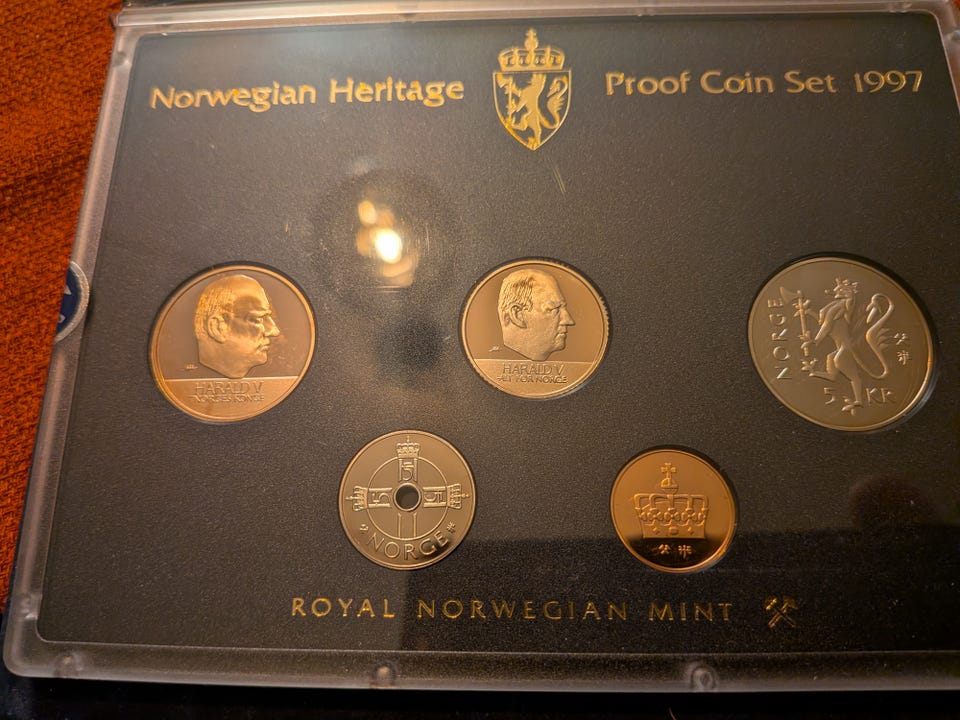 Norwegian Heritage
Proof Coin Set 1997
HARALD V
NORGES KONGE
HARALD V
ALT FOR NORGE
NORGE
5 KR
NORGE
ROYAL NORWEGIAN MINT